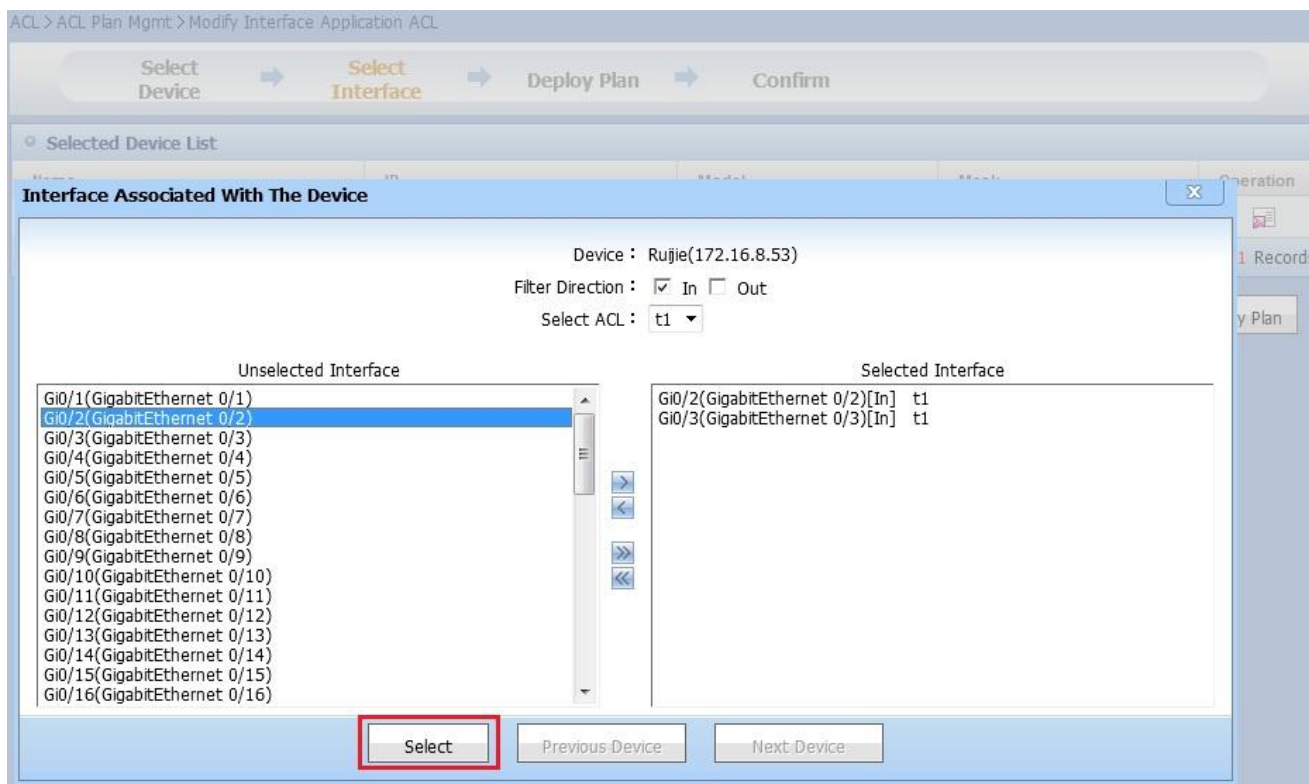 ACL > ACL Plan Mgmt > Modify Interface Application ACL
Select Device
Select Interface
Deploy Plan
Confirm
Selected Device List
Operation
Interface Associated With The Device
1 Record
y Plan
Device : Ruijie(172.16.8.53)
Filter Direction : In Out
Select ACL : t1
Unselected Interface
Selected Interface
Gi0/1(GigabitEthernet 0/1)
Gi0/2(GigabitEthernet 0/2)
Gi0/3(GigabitEthernet 0/3)
Gi0/4(GigabitEthernet 0/4)
Gi0/5(GigabitEthernet 0/5)
Gi0/6(GigabitEthernet 0/6)
Gi0/7(GigabitEthernet 0/7)
Gi0/8(GigabitEthernet 0/8)
Gi0/9(GigabitEthernet 0/9)
Gi0/10(GigabitEthernet 0/10)
Gi0/11(GigabitEthernet 0/11)
Gi0/12(GigabitEthernet 0/12)
Gi0/13(GigabitEthernet 0/13)
Gi0/14(GigabitEthernet 0/14)
Gi0/15(GigabitEthernet 0/15)
Gi0/16(GigabitEthernet 0/16)
Gi0/2(GigabitEthernet 0/2)[In] t1
Gi0/3(GigabitEthernet 0/3)[In] t1
Select
Previous Device
Next Device